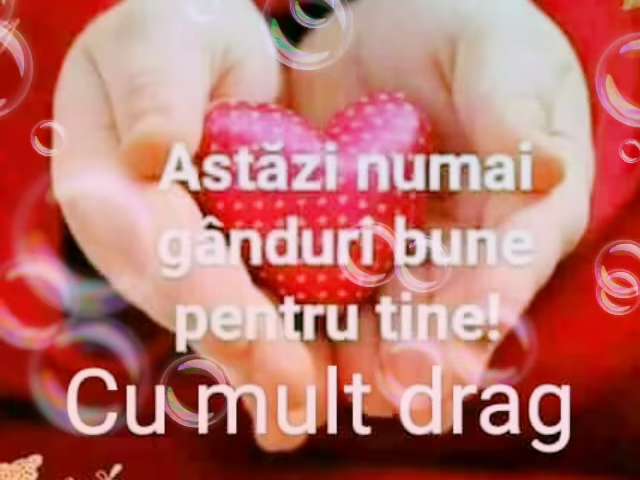 Astăzi numai
gânduri bune
pentru tine!
Cu mult drag